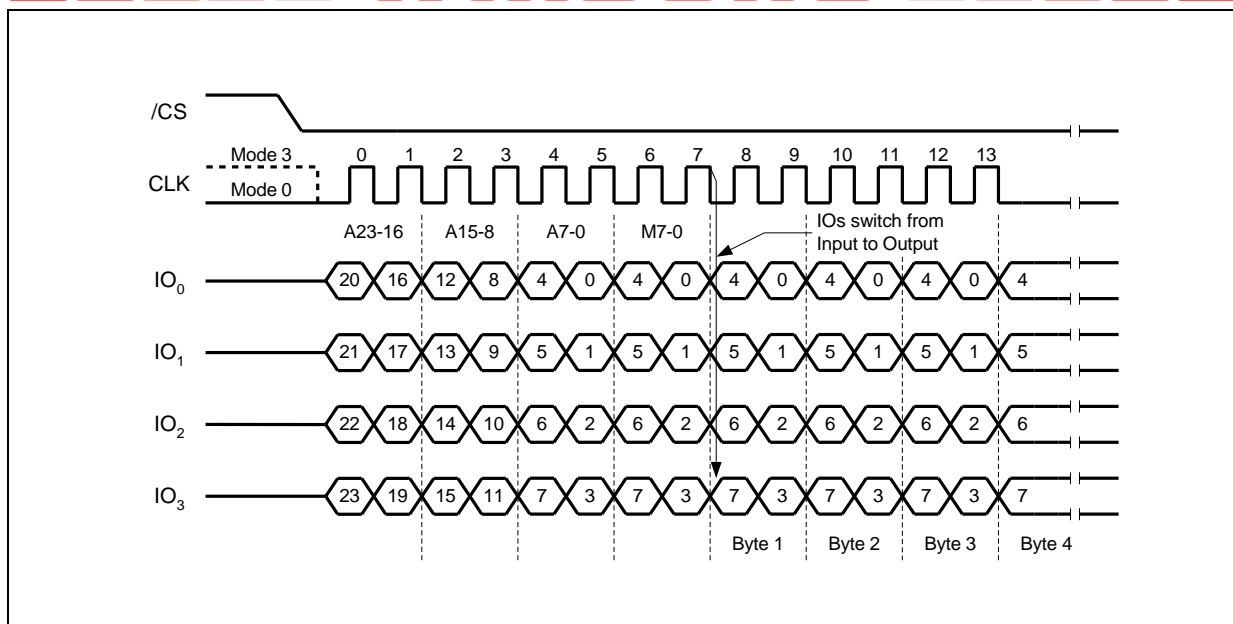 /CS
Mode 3
0 1 2 3 4 5 6 7 8 9 10 11 12 13
CLK
Mode 0
A23-16 A15-8 A7-0 M7-0
IOs switch from
Input to Output
IO0 20 16 12 8 4 0 4 0 4 0 4 0 4 0 4
IO1 21 17 13 9 5 1 5 1 5 1 5 1 5 1 5
IO2 22 18 14 10 6 2 6 2 6 2 6 2 6 2 6
IO3 23 19 15 11 7 3 7 3 7 3 7 3 7 3 7
Byte 1 Byte 2 Byte 3 Byte 4